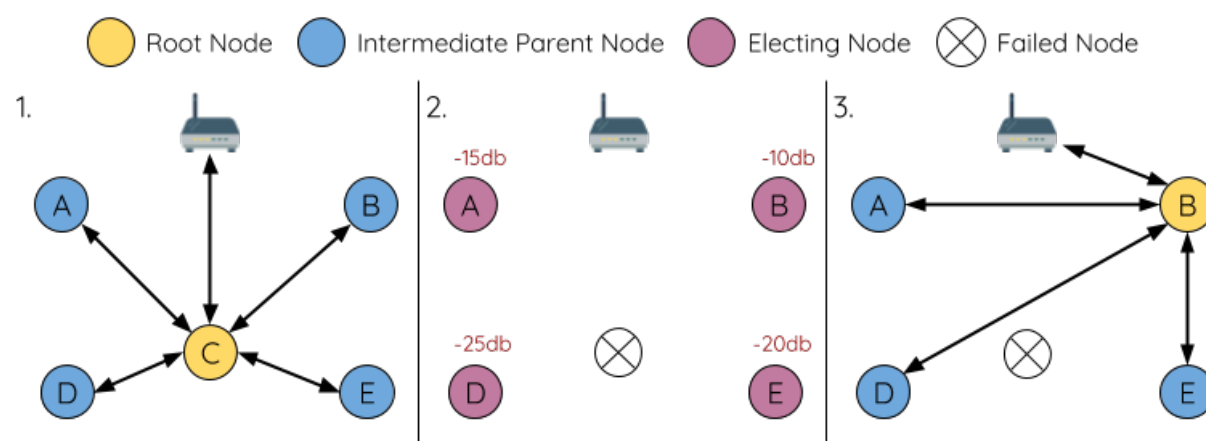 Root Node Intermediate Parent Node Electing Node Failed Node
1.
A
B
C
D
E
2.
-15db
-10db
A
B
-25db
-20db
D
E
3.
A
B
D
E